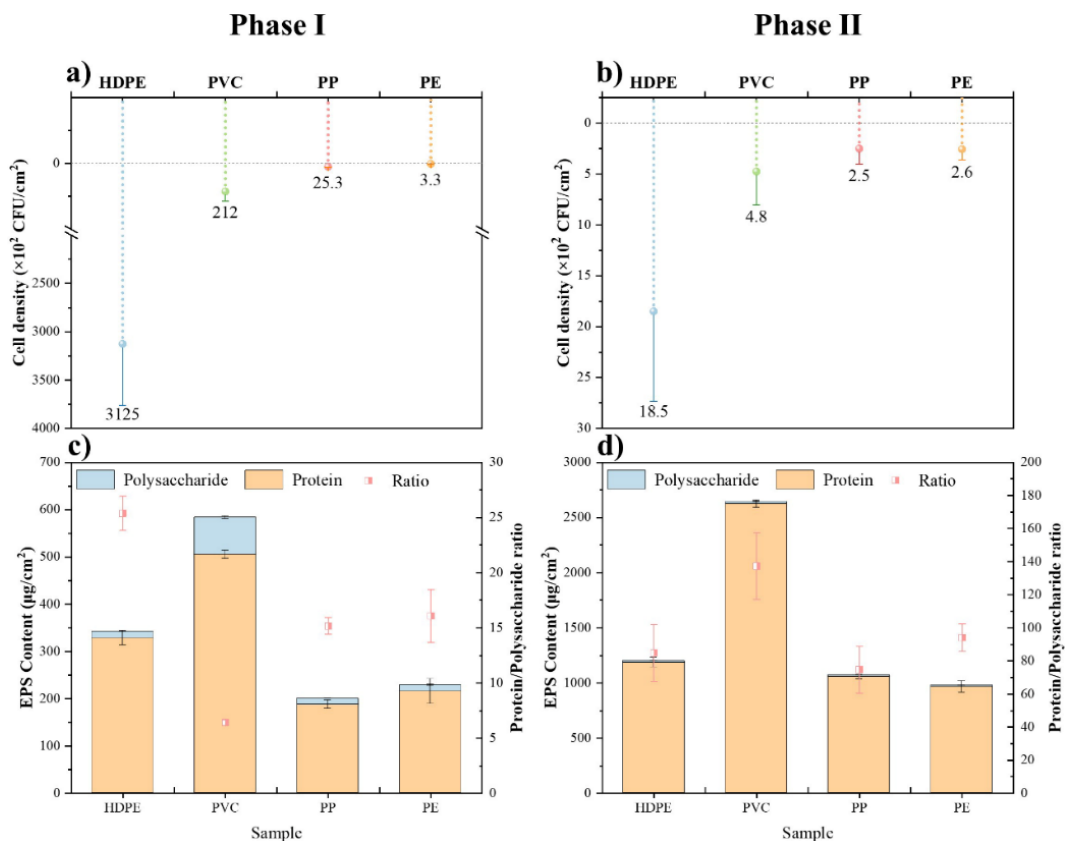 Phase I
Phase II
a)
HDPE PVC PP PE
Cell density (×10² CFU/cm²)
0
2500
3000
3500
4000
3125
212
25.3
3.3
b)
HDPE PVC PP PE
Cell density (×10² CFU/cm²)
0
5
10
15
20
25
30
18.5
4.8
2.5
2.6
c)
Polysaccharide Protein Ratio
EPS Content (µg/cm²)
700
600
500
400
300
200
100
0
Protein/Polysaccharide ratio
30
25
20
15
10
5
0
HDPE PVC PP PE
Sample
d)
Polysaccharide Protein Ratio
EPS Content (µg/cm²)
3000
2500
2000
1500
1000
500
0
Protein/Polysaccharide ratio
200
180
160
140
120
100
80
60
40
20
0
HDPE PVC PP PE
Sample